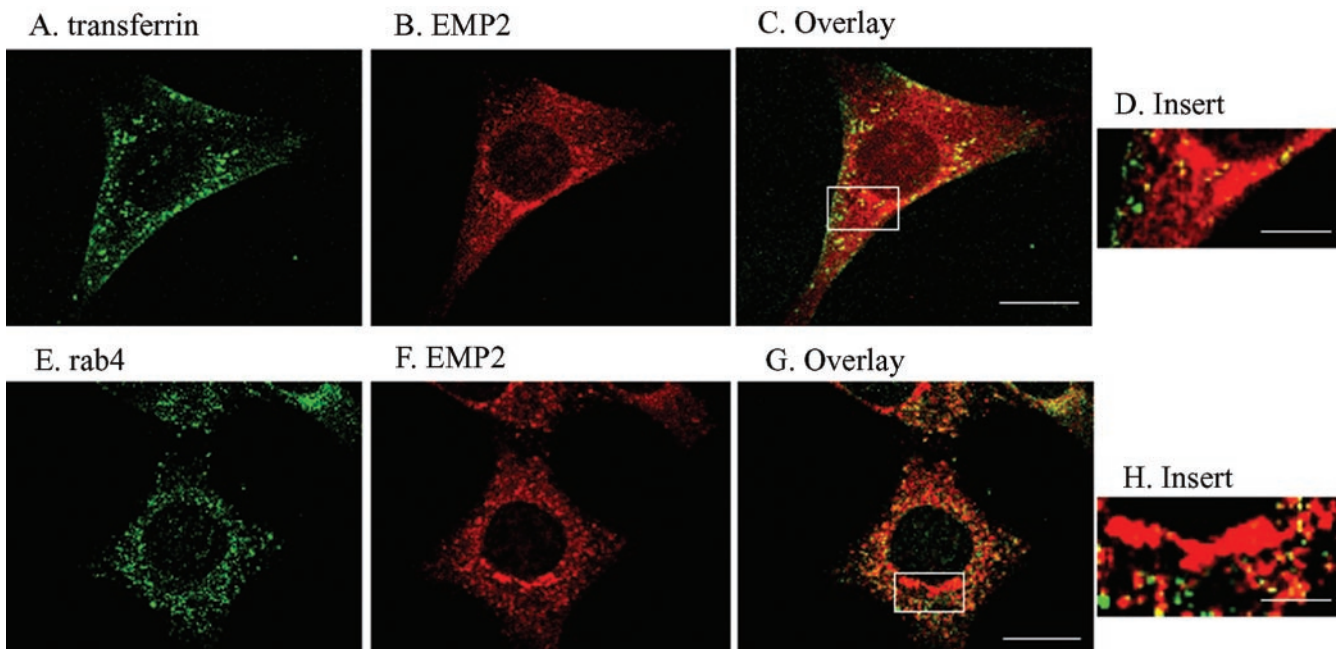 A. transferrin
B. EMP2
C. Overlay
D. Insert
E. rab4
F. EMP2
G. Overlay
H. Insert